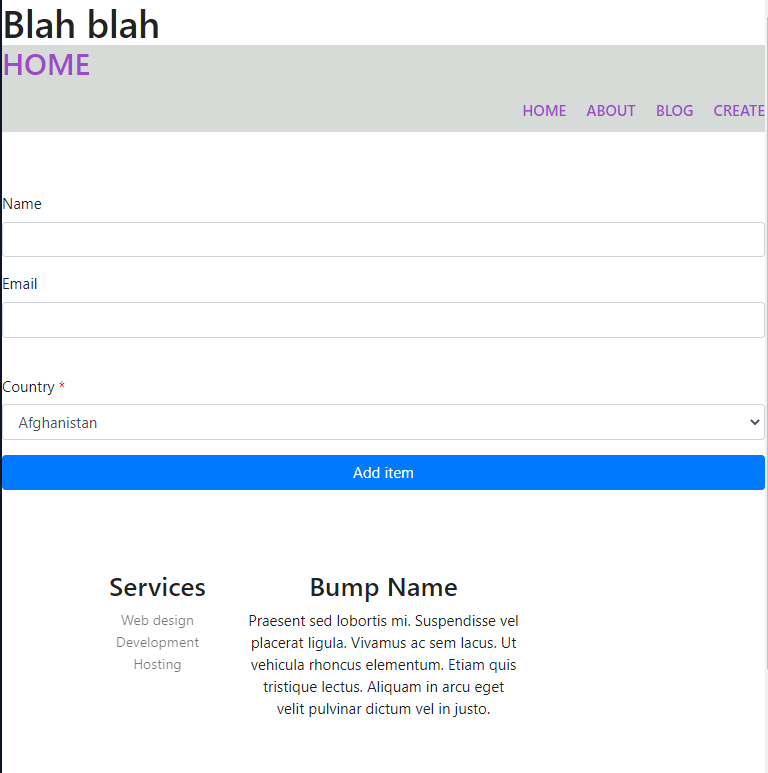 Blah blah
HOME
HOME ABOUT BLOG CREATE
Name
Email
Country *
Afghanistan
Add item
Services
Web design
Development
Hosting
Bump Name
Praesent sed lobortis mi. Suspendisse vel
placerat ligula. Vivamus ac sem lacus. Ut
vehicula rhoncus elementum. Etiam quis
tristique lectus. Aliquam in arcu eget
velit pulvinar dictum vel in justo.